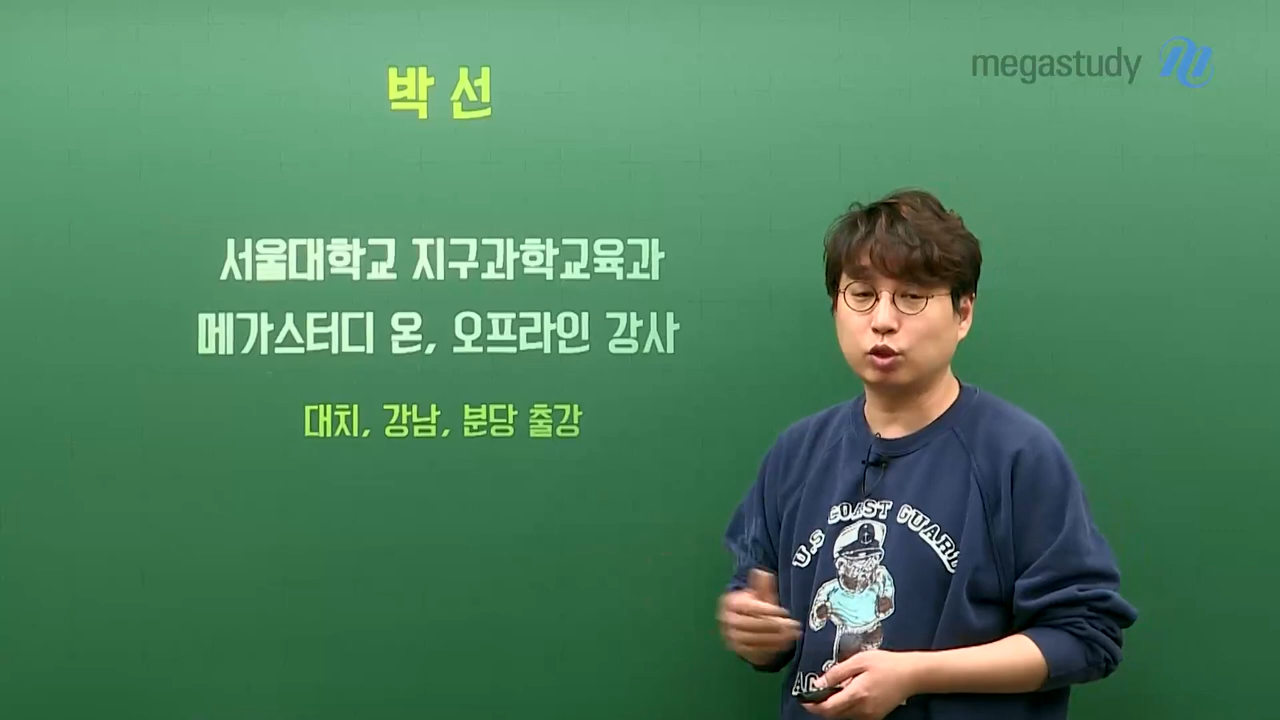 박 선
megastudy
서울대학교 지구과학교육과
메가스터디 온, 오프라인 강사
대치, 강남, 분당 출강
U.S COAST GUARD